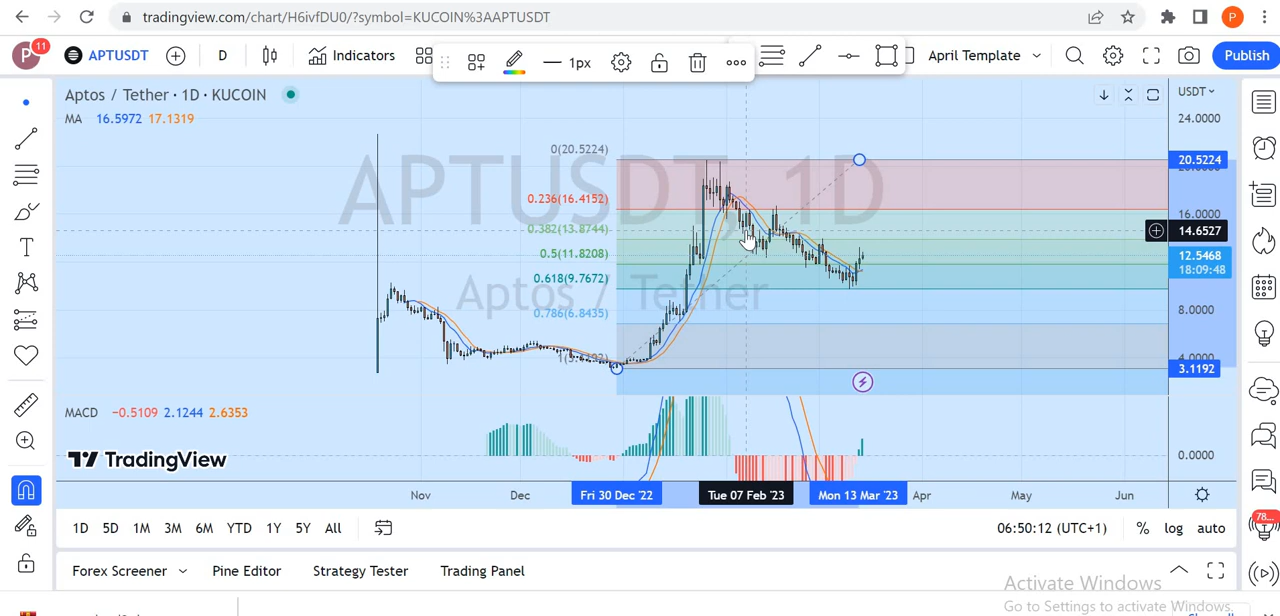 tradingview.com/chart/H6ivfDU0/?symbol=KUCOIN%3AAPTUSDT
P
P
11
APTUSDT
D
Indicators
1px
April Template
Publish
Aptos / Tether · 1D · KUCOIN
USDT
MA 16.5972 17.1319
24.0000
APTUSDT, 1D
Aptos / Tether
0(20.5224)
20.5224
0.236(16.4152)
16.0000
0.382(13.8744)
14.6527
0.5(11.8208)
12.5468
18:09:48
0.618(9.7672)
0.786(6.8435)
8.0000
4.0000
3.1192
MACD −0.5109 2.1244 2.6353
0.0000
TradingView
Nov
Dec
Fri 30 Dec '22
Tue 07 Feb '23
Mon 13 Mar '23
Apr
May
Jun
1D 5D 1M 3M 6M YTD 1Y 5Y All
06:50:12 (UTC+1)
% log auto
78...
Forex Screener
Pine Editor
Strategy Tester
Trading Panel
Activate Windows
Go to Settings to activate Windows.